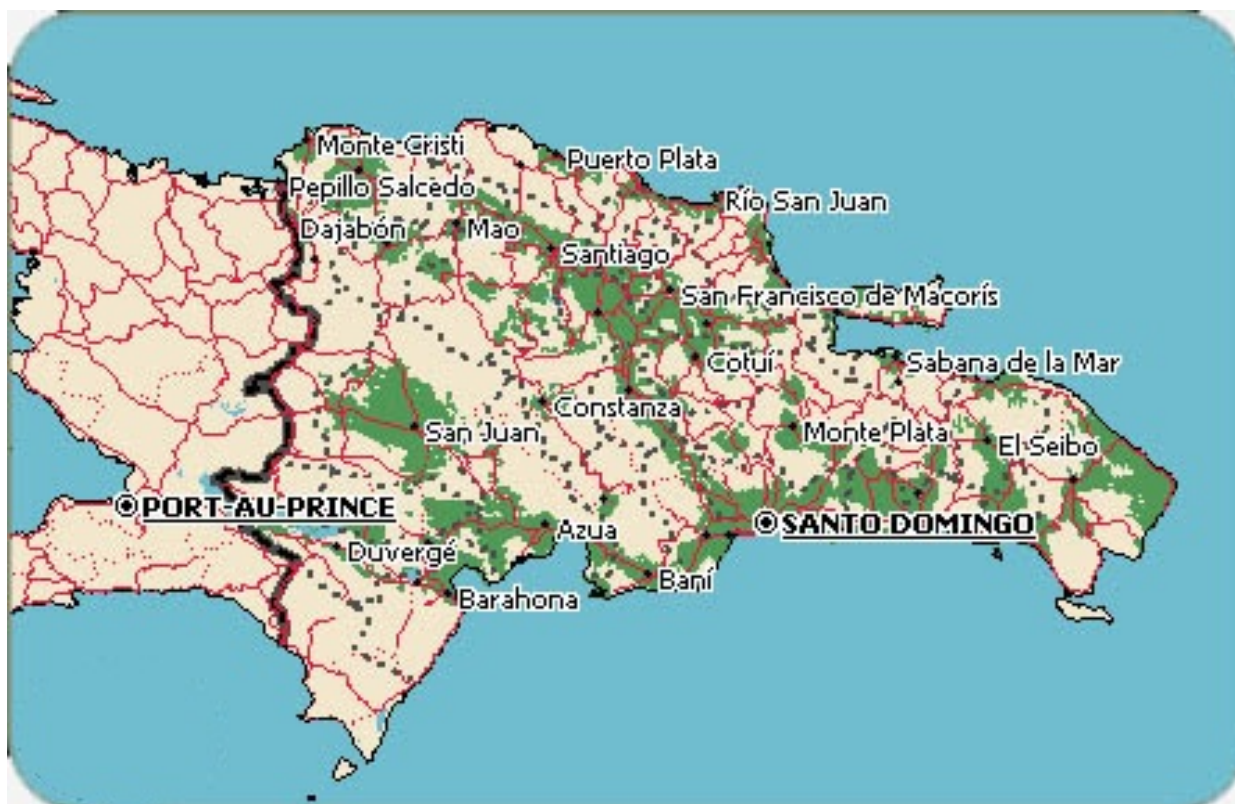 Monte Cristi
Puerto Plata
Pepillo Salcedo
Río San Juan
Dajabón
Mao
Santiago
San Francisco de Macorís
Cotuí
Sabana de la Mar
Constanza
San Juan
Monte Plata
El Seibo
PORT-AU-PRINCE
SANTO DOMINGO
Azua
Duvergé
Baní
Barahona